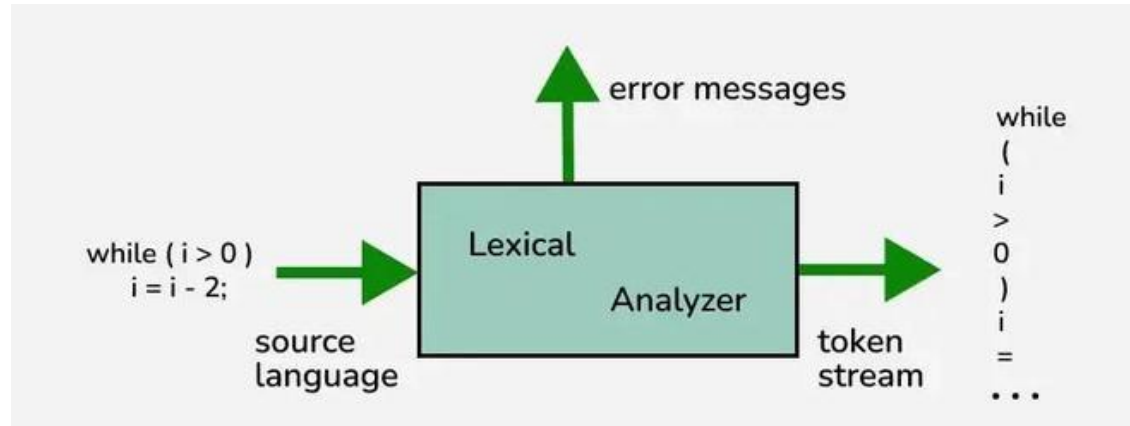 error messages
while ( i > 0 )
i = i - 2;
source
language
Lexical
Analyzer
token
stream
while
(
i
>
0
)
i
=
...